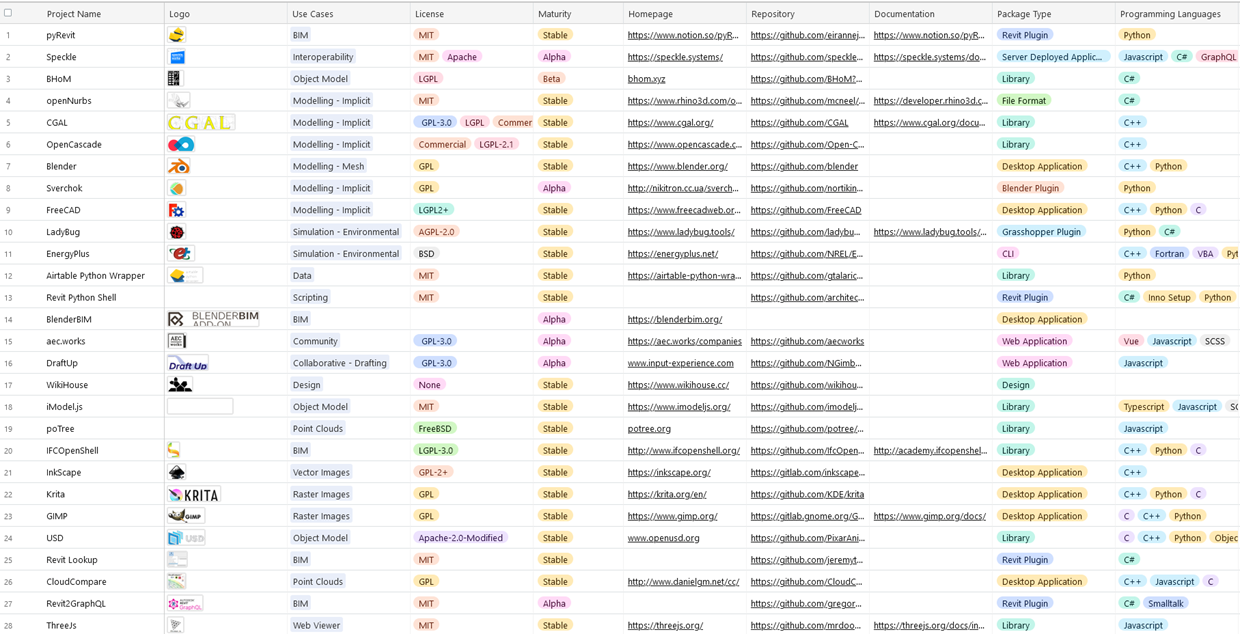 Project Name Logo Use Cases License Maturity Homepage Repository Documentation Package Type Programming Languages
1 pyRevit BIM MIT Stable https://www.notion.so/pyR... https://github.com/eirannej... https://www.notion.so/pyR... Revit Plugin Python
2 Speckle Interoperability MIT Apache Alpha https://speckle.systems/ https://github.com/speckle... https://speckle.systems/do... Server Deployed Applic... Javascript C# GraphQL
3 BHoM Object Model LGPL Beta bhom.xyz https://github.com/BHoM?... Library C#
4 openNurbs Modelling - Implicit MIT Stable https://www.rhino3d.com/o... https://github.com/mcneel/... https://developer.rhino3d.c... File Format C#
5 CGAL CGAL Modelling - Implicit GPL-3.0 LGPL Commer Stable https://www.cgal.org/ https://github.com/CGAL https://www.cgal.org/docu... Library C++
6 OpenCascade Modelling - Implicit Commercial LGPL-2.1 Stable https://www.opencascade.c... https://github.com/Open-C... Library C++
7 Blender Modelling - Mesh GPL Stable https://www.blender.org/ https://github.com/blender Desktop Application C++ Python
8 Sverchok Modelling - Implicit GPL Alpha http://nikitron.cc.ua/sverch... https://github.com/nortikin... Blender Plugin Python
9 FreeCAD Modelling - Implicit LGPL2+ Stable https://www.freecadweb.or... https://github.com/FreeCAD Desktop Application C++ Python C
10 LadyBug Simulation - Environmental AGPL-2.0 Stable https://www.ladybug.tools/ https://github.com/ladybu... https://www.ladybug.tools/... Grasshopper Plugin Python C#
11 EnergyPlus Simulation - Environmental BSD Stable https://energyplus.net/ https://github.com/NREL/E... CLI C++ Fortran VBA Pyt
12 Airtable Python Wrapper Data MIT Stable https://airtable-python-wra... https://github.com/gtalaric... Library Python
13 Revit Python Shell Scripting MIT Stable https://github.com/architec... Revit Plugin C# Inno Setup Python
14 BlenderBIM BLENDERBIM ADD-ON BIM Alpha https://blenderbim.org/ Desktop Application
15 aec.works AEC Community GPL-3.0 Alpha https://aec.works/companies https://github.com/aecworks Web Application Vue Javascript SCSS
16 DraftUp Draft Up Collaborative - Drafting GPL-3.0 Alpha www.input-experience.com https://github.com/NGimb... Web Application Javascript
17 WikiHouse Design None Stable https://www.wikihouse.cc/ https://github.com/wikihou... Design
18 iModel.js Object Model MIT Stable https://www.imodeljs.org/ https://github.com/imodelj... Library Typescript Javascript SC
19 poTree Point Clouds FreeBSD Stable potree.org https://github.com/potree/... Library Javascript
20 IFCOpenShell BIM LGPL-3.0 Stable http://www.ifcopenshell.org/ https://github.com/IfcOpen... http://academy.ifcopenshel... Library C++ Python C
21 InkScape Vector Images GPL-2+ Stable https://inkscape.org/ https://gitlab.com/inkscape... Desktop Application C++
22 Krita KRITA Raster Images GPL Stable https://krita.org/en/ https://github.com/KDE/krita Desktop Application C++ Python C
23 GIMP GIMP Raster Images GPL Stable https://www.gimp.org/ https://gitlab.gnome.org/G... https://www.gimp.org/docs/ Desktop Application C C++ Python
24 USD USD Object Model Apache-2.0-Modified Stable www.openusd.org https://github.com/PixarAni... Library C C++ Python Objec
25 Revit Lookup BIM MIT Stable https://github.com/jeremyt... Revit Plugin C#
26 CloudCompare Point Clouds GPL Stable http://www.danielgm.net/cc/ https://github.com/CloudC... Desktop Application C++ Javascript C
27 Revit2GraphQL GraphQL BIM MIT Alpha https://github.com/gregor... Revit Plugin C# Smalltalk
28 ThreeJs Web Viewer MIT Stable https://threejs.org/ https://github.com/mrdoo... https://threejs.org/docs/in... Library Javascript